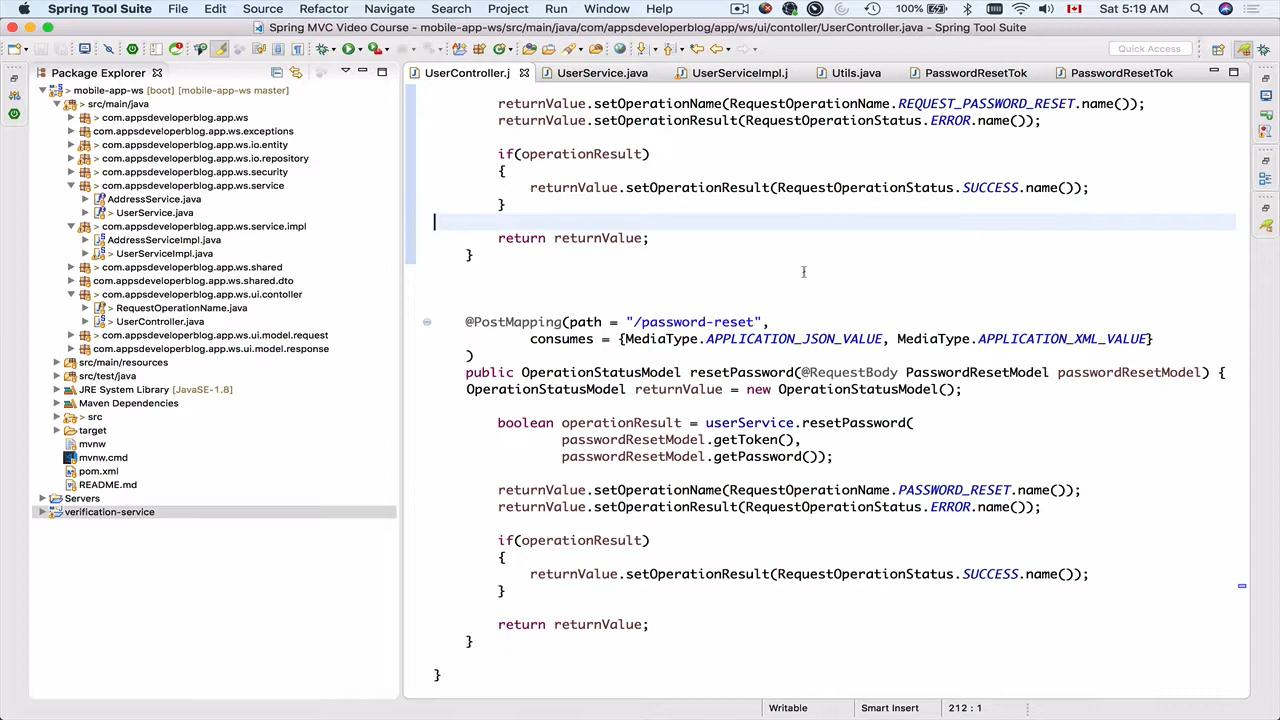 Spring Tool Suite File Edit Source Refactor Navigate Search Project Run Window Help 100% Sat 5:19 AM
Spring MVC Video Course - mobile-app-ws/src/main/java/com/appsdeveloperblog/app/ws/ui/contoller/UserController.java - Spring Tool Suite
Quick Access
Package Explorer
UserController.j UserService.java UserServiceImpl.j Utils.java PasswordResetTok PasswordResetTok
> mobile-app-ws [boot] [mobile-app-ws master]
> src/main/java
> com.appsdeveloperblog.app.ws
com.appsdeveloperblog.app.ws.exceptions
> com.appsdeveloperblog.app.ws.io.entity
> com.appsdeveloperblog.app.ws.io.repository
> com.appsdeveloperblog.app.ws.security
> com.appsdeveloperblog.app.ws.service
AddressService.java
> UserService.java
> com.appsdeveloperblog.app.ws.service.impl
AddressServiceImpl.java
> UserServiceImpl.java
> com.appsdeveloperblog.app.ws.shared
com.appsdeveloperblog.app.ws.shared.dto
> com.appsdeveloperblog.app.ws.ui.contoller
> RequestOperationName.java
> UserController.java
> com.appsdeveloperblog.app.ws.ui.model.request
com.appsdeveloperblog.app.ws.ui.model.response
src/main/resources
src/test/java
JRE System Library [JavaSE-1.8]
Maven Dependencies
> src
target
mvnw
mvnw.cmd
pom.xml
README.md
Servers
verification-service
returnValue.setOperationName(RequestOperationName.REQUEST_PASSWORD_RESET.name());
returnValue.setOperationResult(RequestOperationStatus.ERROR.name());
if(operationResult)
{
returnValue.setOperationResult(RequestOperationStatus.SUCCESS.name());
}
return returnValue;
}
@PostMapping(path = "/password-reset",
consumes = {MediaType.APPLICATION_JSON_VALUE, MediaType.APPLICATION_XML_VALUE}
)
public OperationStatusModel resetPassword(@RequestBody PasswordResetModel passwordResetModel) {
OperationStatusModel returnValue = new OperationStatusModel();
boolean operationResult = userService.resetPassword(
passwordResetModel.getToken(),
passwordResetModel.getPassword());
returnValue.setOperationName(RequestOperationName.PASSWORD_RESET.name());
returnValue.setOperationResult(RequestOperationStatus.ERROR.name());
if(operationResult)
{
returnValue.setOperationResult(RequestOperationStatus.SUCCESS.name());
}
return returnValue;
}
}
Writable Smart Insert 212 : 1